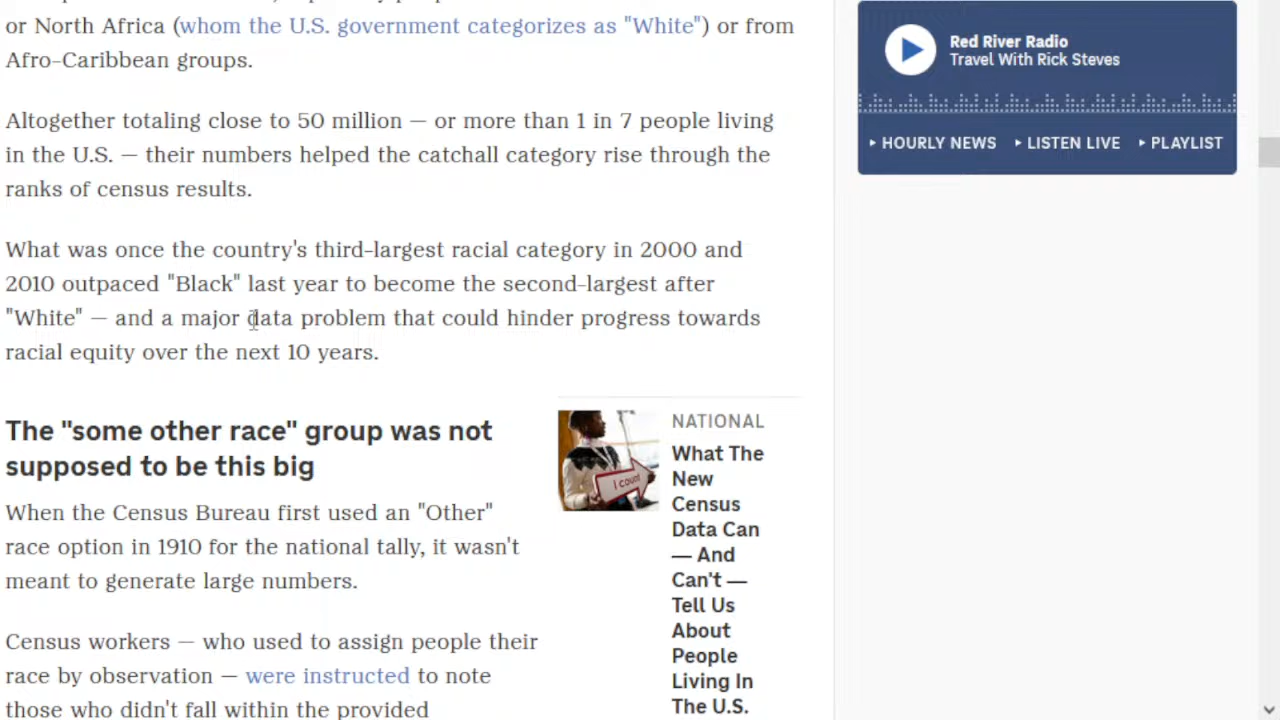 or North Africa (whom the U.S. government categorizes as "White") or from
Afro-Caribbean groups.
Altogether totaling close to 50 million — or more than 1 in 7 people living
in the U.S. — their numbers helped the catchall category rise through the
ranks of census results.
What was once the country's third-largest racial category in 2000 and
2010 outpaced "Black" last year to become the second-largest after
"White" — and a major data problem that could hinder progress towards
racial equity over the next 10 years.
The "some other race" group was not
supposed to be this big
When the Census Bureau first used an "Other"
race option in 1910 for the national tally, it wasn't
meant to generate large numbers.
Census workers — who used to assign people their
race by observation — were instructed to note
those who didn't fall within the provided
I count
NATIONAL
What The
New
Census
Data Can
— And
Can't —
Tell Us
About
People
Living In
The U.S.
Red River Radio
Travel With Rick Steves
HOURLY NEWS LISTEN LIVE PLAYLIST